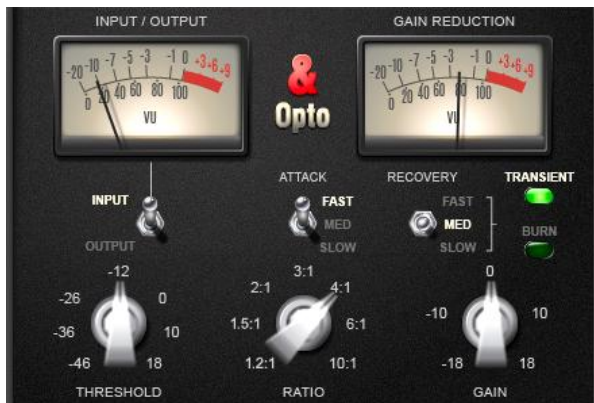 INPUT / OUTPUT
GAIN REDUCTION
-20 -10 -7 -5 -3 -1 0 +3 +6 +9
0 20 40 60 80 100
VU
&
Opto
-20 -10 -7 -5 -3 -1 0 +3 +6 +9
0 20 40 60 80 100
VU
ATTACK
RECOVERY
TRANSIENT
INPUT
FAST
FAST
MED
MED
BURN
OUTPUT
SLOW
SLOW
-12
3:1
0
-26
0
2:1
4:1
-10
10
-36
10
1.5:1
6:1
-46
18
1.2:1
10:1
-18
18
THRESHOLD
RATIO
GAIN